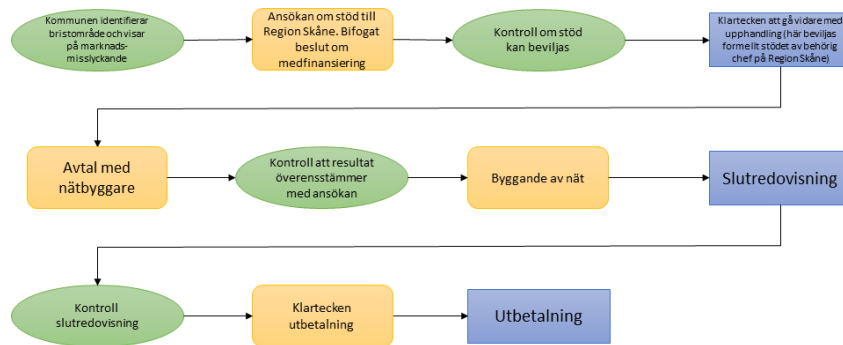 Kommunen identifierar
bristområde och visar
på marknads-
misslyckande
Ansökan om stöd till
Region Skåne. Bifogat
beslut om
medfinansiering
Kontroll om stöd
kan beviljas
Klartecken att gå vidare med
upphandling (här beviljas
formellt stödet av behörig
chef på Region Skåne)
Avtal med
nätbyggare
Kontroll att resultat
överensstämmer
med ansökan
Byggande av nät
Slutredovisning
Kontroll
slutredovisning
Klartecken
utbetalning
Utbetalning